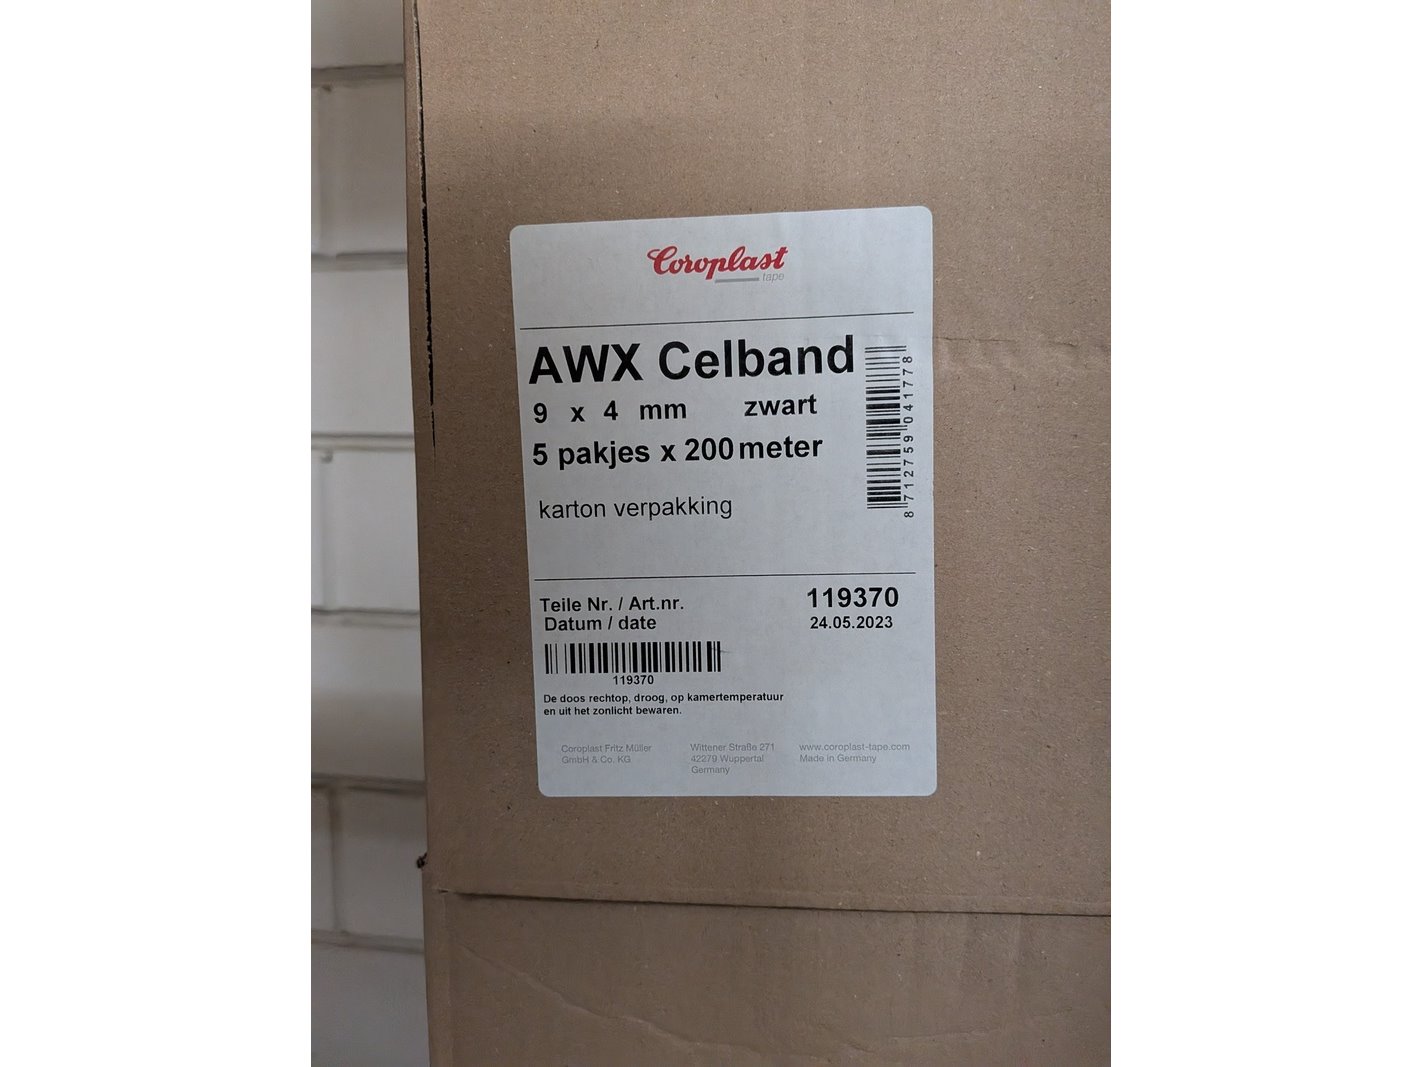 Coroplast
tape
AWX Celband
9 x 4 mm zwart
5 pakjes x 200 meter
karton verpakking
8 712759 041778
Teile Nr. / Art.nr. 119370
Datum / date 24.05.2023
119370
De doos rechtop, droog, op kamertemperatuur
en uit het zonlicht bewaren.
Coroplast Fritz Müller
GmbH & Co. KG
Wittener Straße 271
42279 Wuppertal
Germany
www.coroplast-tape.com
Made in Germany